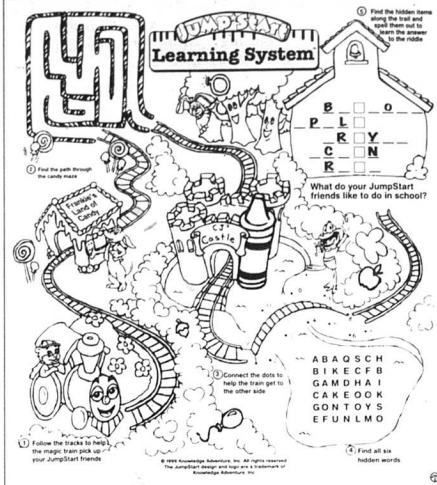 JUMPSTART
Learning System
5 Find the hidden items
along the trail and
spell them out to
learn the answer
to the riddle
B _ □ _ O
_ P L □
_ R Y
C _ N
R □ _
What do your JumpStart
friends like to do in school?
2 Find the path through
the candy maze
Frankie's
Land of
Candy
CJ's
Castle
3 Connect the dots to
help the train get to
the other side
A B A Q S C H
B I K E C F B
G A M D H A I
C A K E O O K
G O N T O Y S
E F U N L M O
1 Follow the tracks to help
the magic train pick up
your JumpStart friends
4 Find all six
hidden words
© 1999 Knowledge Adventure, Inc. All rights reserved
The JumpStart design and logo are a trademark of
Knowledge Adventure, Inc